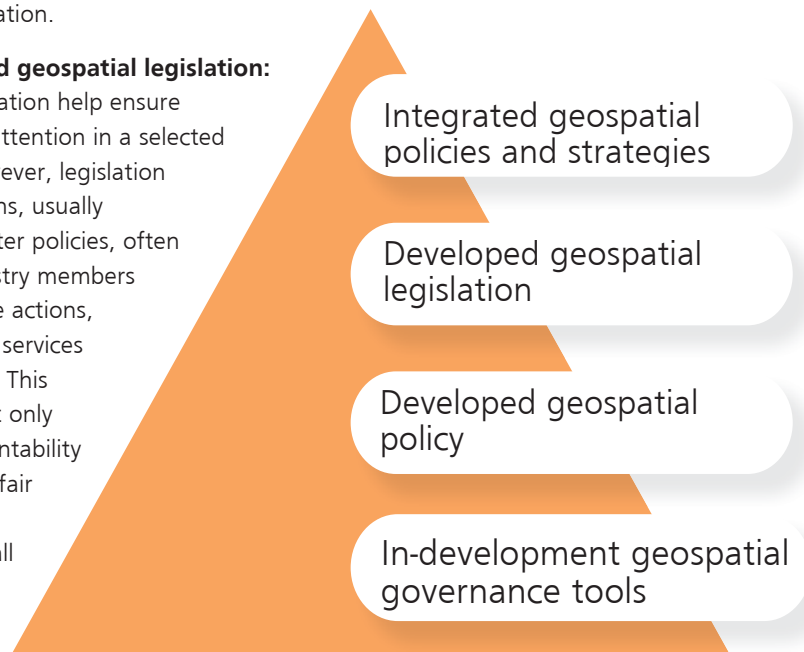 ation.
d geospatial legislation:
ation help ensure
ttention in a selected
ever, legislation
ns, usually
ter policies, often
stry members
e actions,
services
This
only
ntability
fair
all
Integrated geospatial
policies and strategies
Developed geospatial
legislation
Developed geospatial
policy
In-development geospatial
governance tools